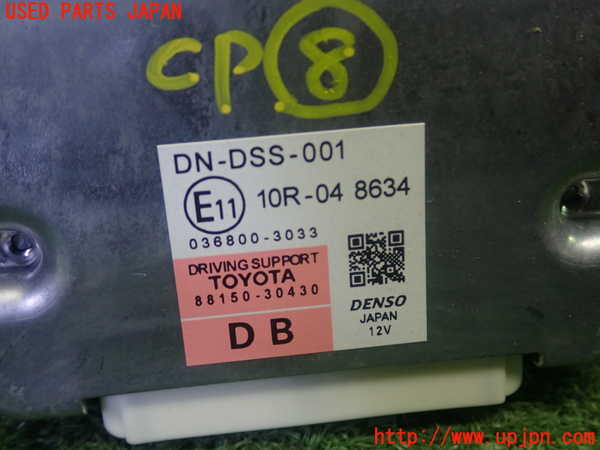 USED PARTS JAPAN
CP 8
DN-DSS-001
E11 10R-04 8634
036800-3033
DRIVING SUPPORT
TOYOTA
88150-30430
DB
DENSO
JAPAN
12V
http://www.upjpn.com